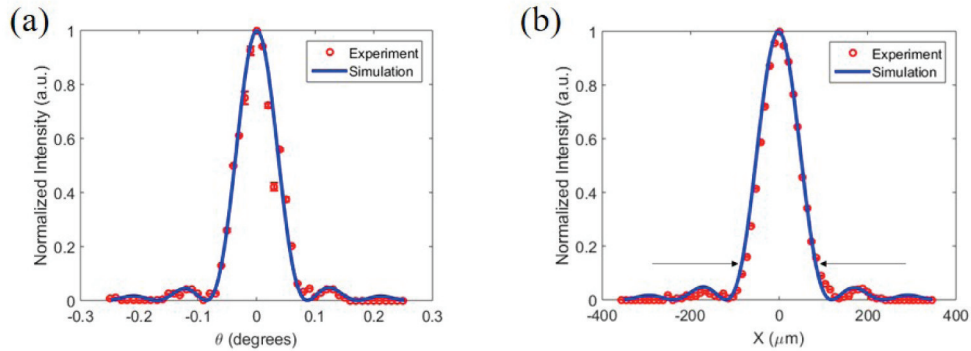 (a)
Normalized Intensity (a.u.)
1
0.8
0.6
0.4
0.2
0
-0.3 -0.2 -0.1 0 0.1 0.2 0.3
θ (degrees)
Experiment
Simulation
(b)
Normalized Intensity (a.u.)
1
0.8
0.6
0.4
0.2
0
-400 -200 0 200 400
X (μm)
Experiment
Simulation